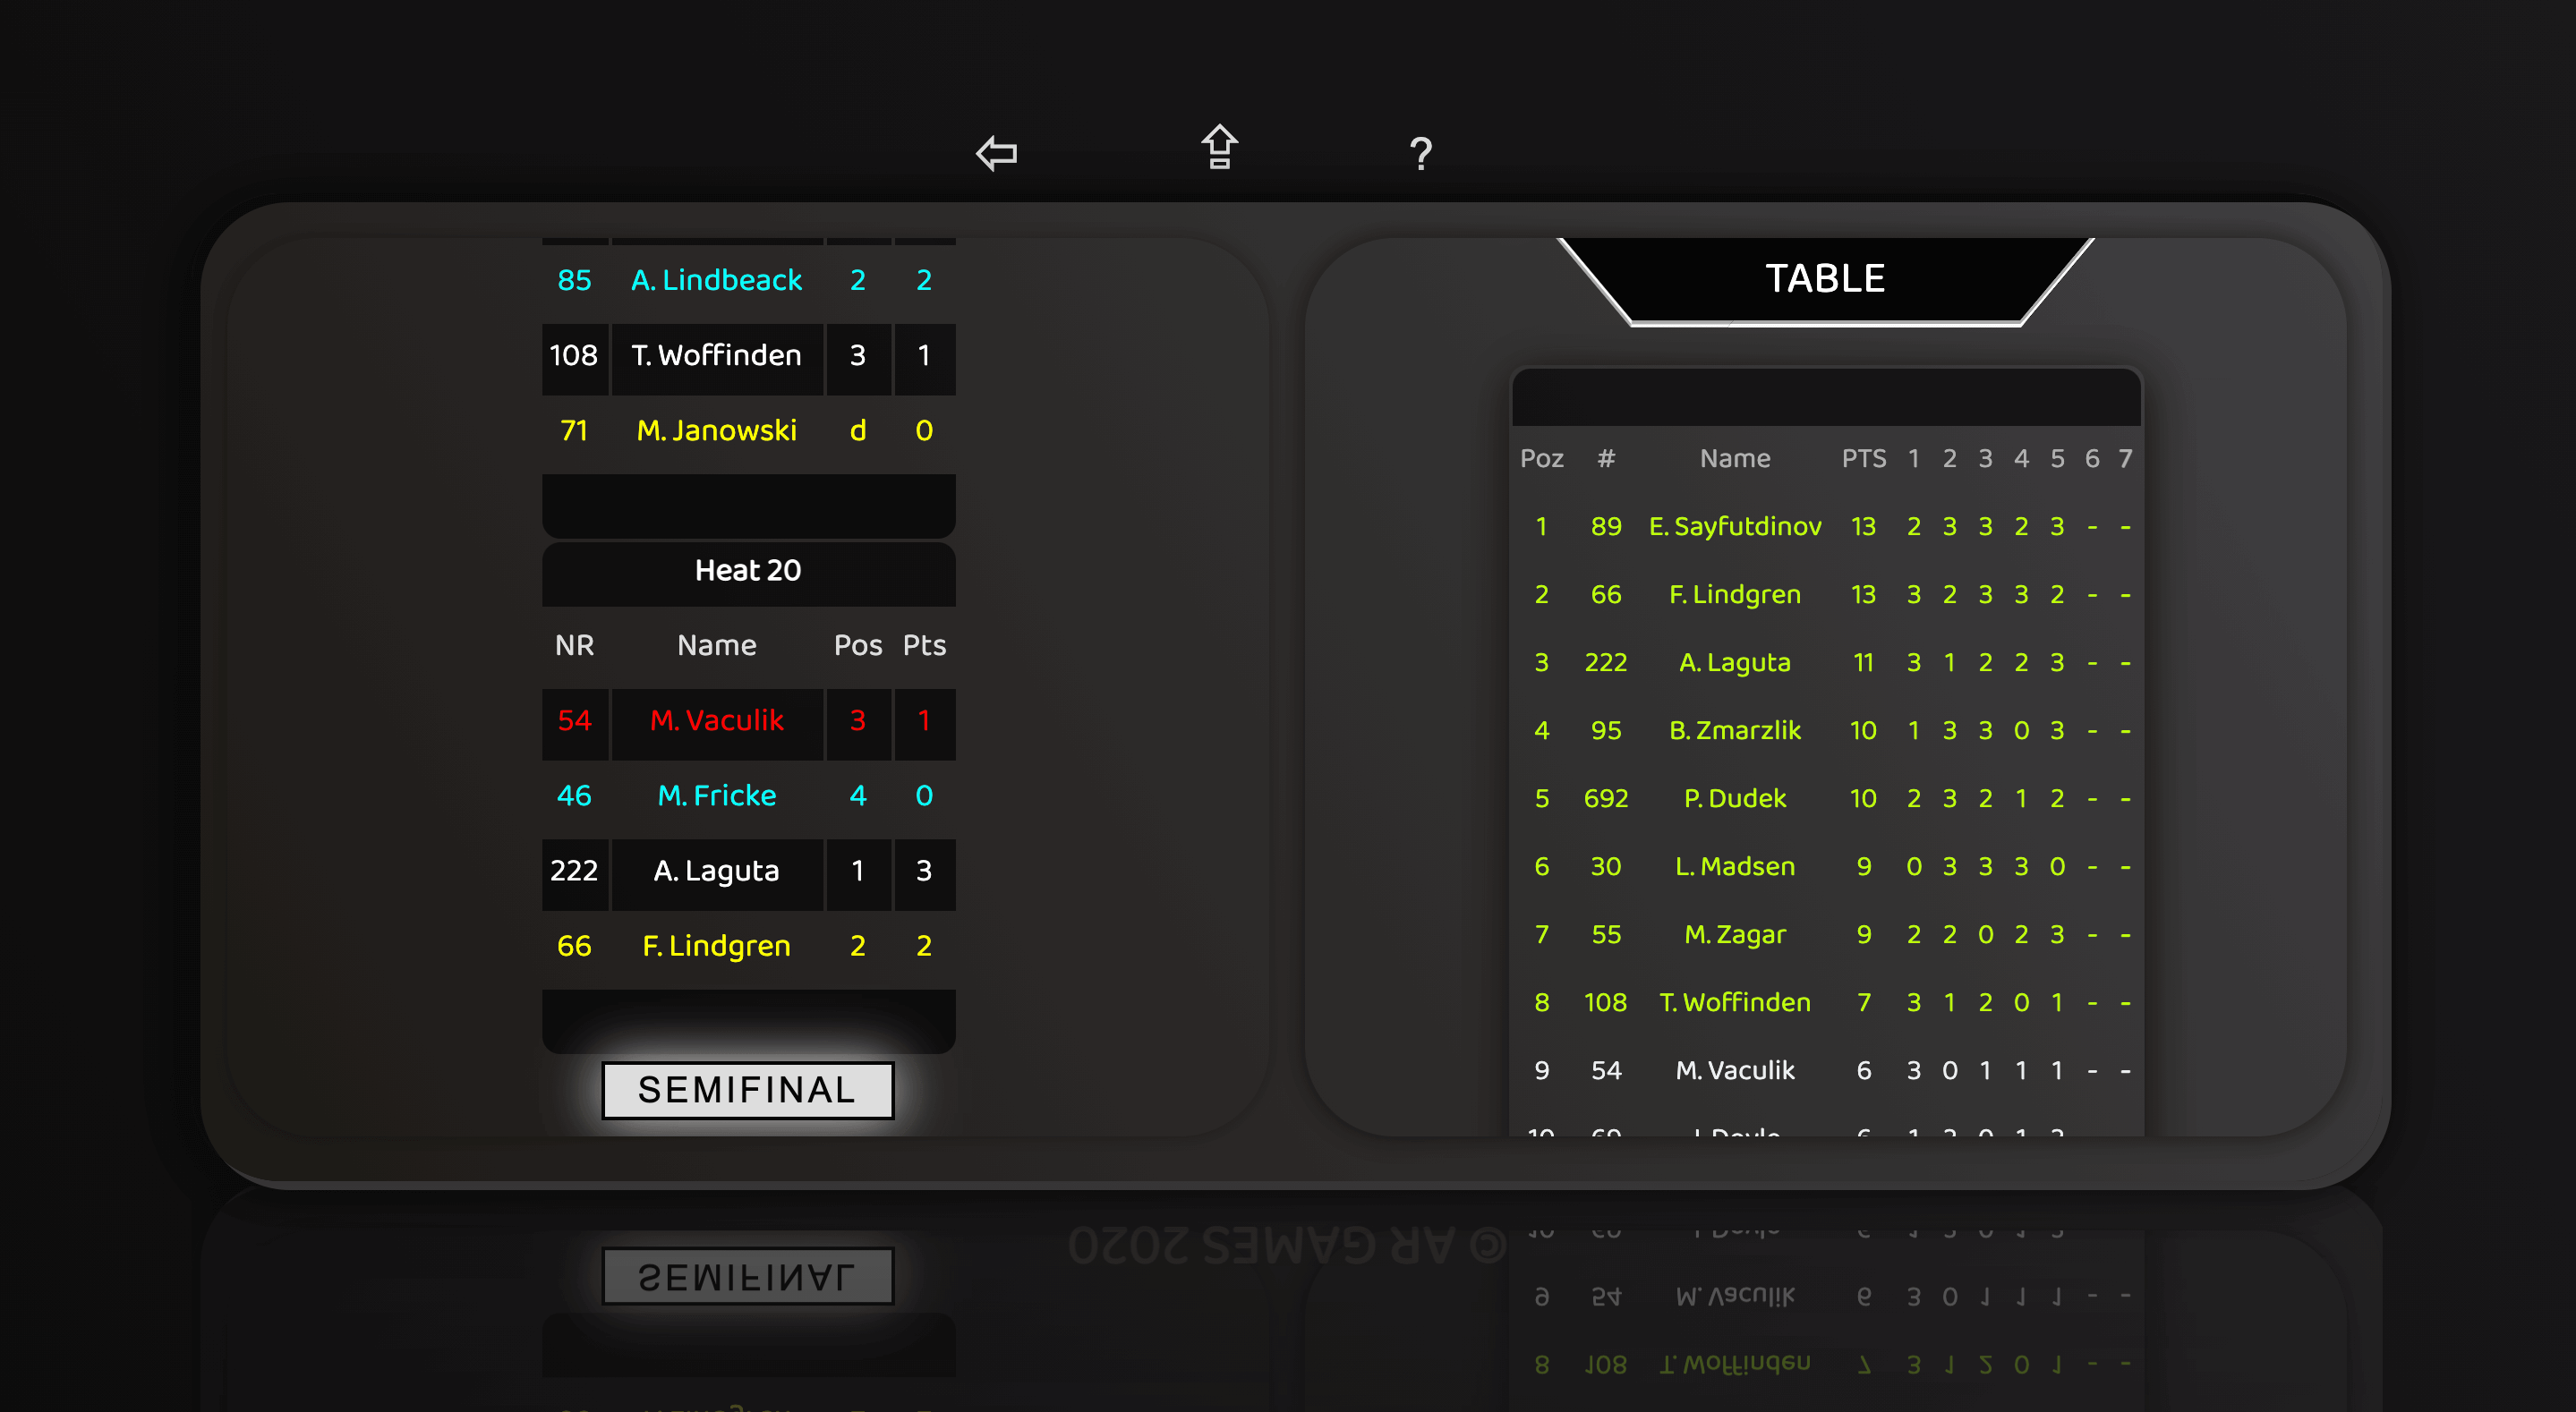 ?
85 A. Lindbeack 2 2
108 T. Woffinden 3 1
71 M. Janowski d 0
Heat 20
NR Name Pos Pts
54 M. Vaculik 3 1
46 M. Fricke 4 0
222 A. Laguta 1 3
66 F. Lindgren 2 2
SEMIFINAL
TABLE
Poz # Name PTS 1 2 3 4 5 6 7
1 89 E. Sayfutdinov 13 2 3 3 2 3 - -
2 66 F. Lindgren 13 3 2 3 3 2 - -
3 222 A. Laguta 11 3 1 2 2 3 - -
4 95 B. Zmarzlik 10 1 3 3 0 3 - -
5 692 P. Dudek 10 2 3 2 1 2 - -
6 30 L. Madsen 9 0 3 3 3 0 - -
7 55 M. Zagar 9 2 2 0 2 3 - -
8 108 T. Woffinden 7 3 1 2 0 1 - -
9 54 M. Vaculik 6 3 0 1 1 1 - -
© AR GAMES 2020